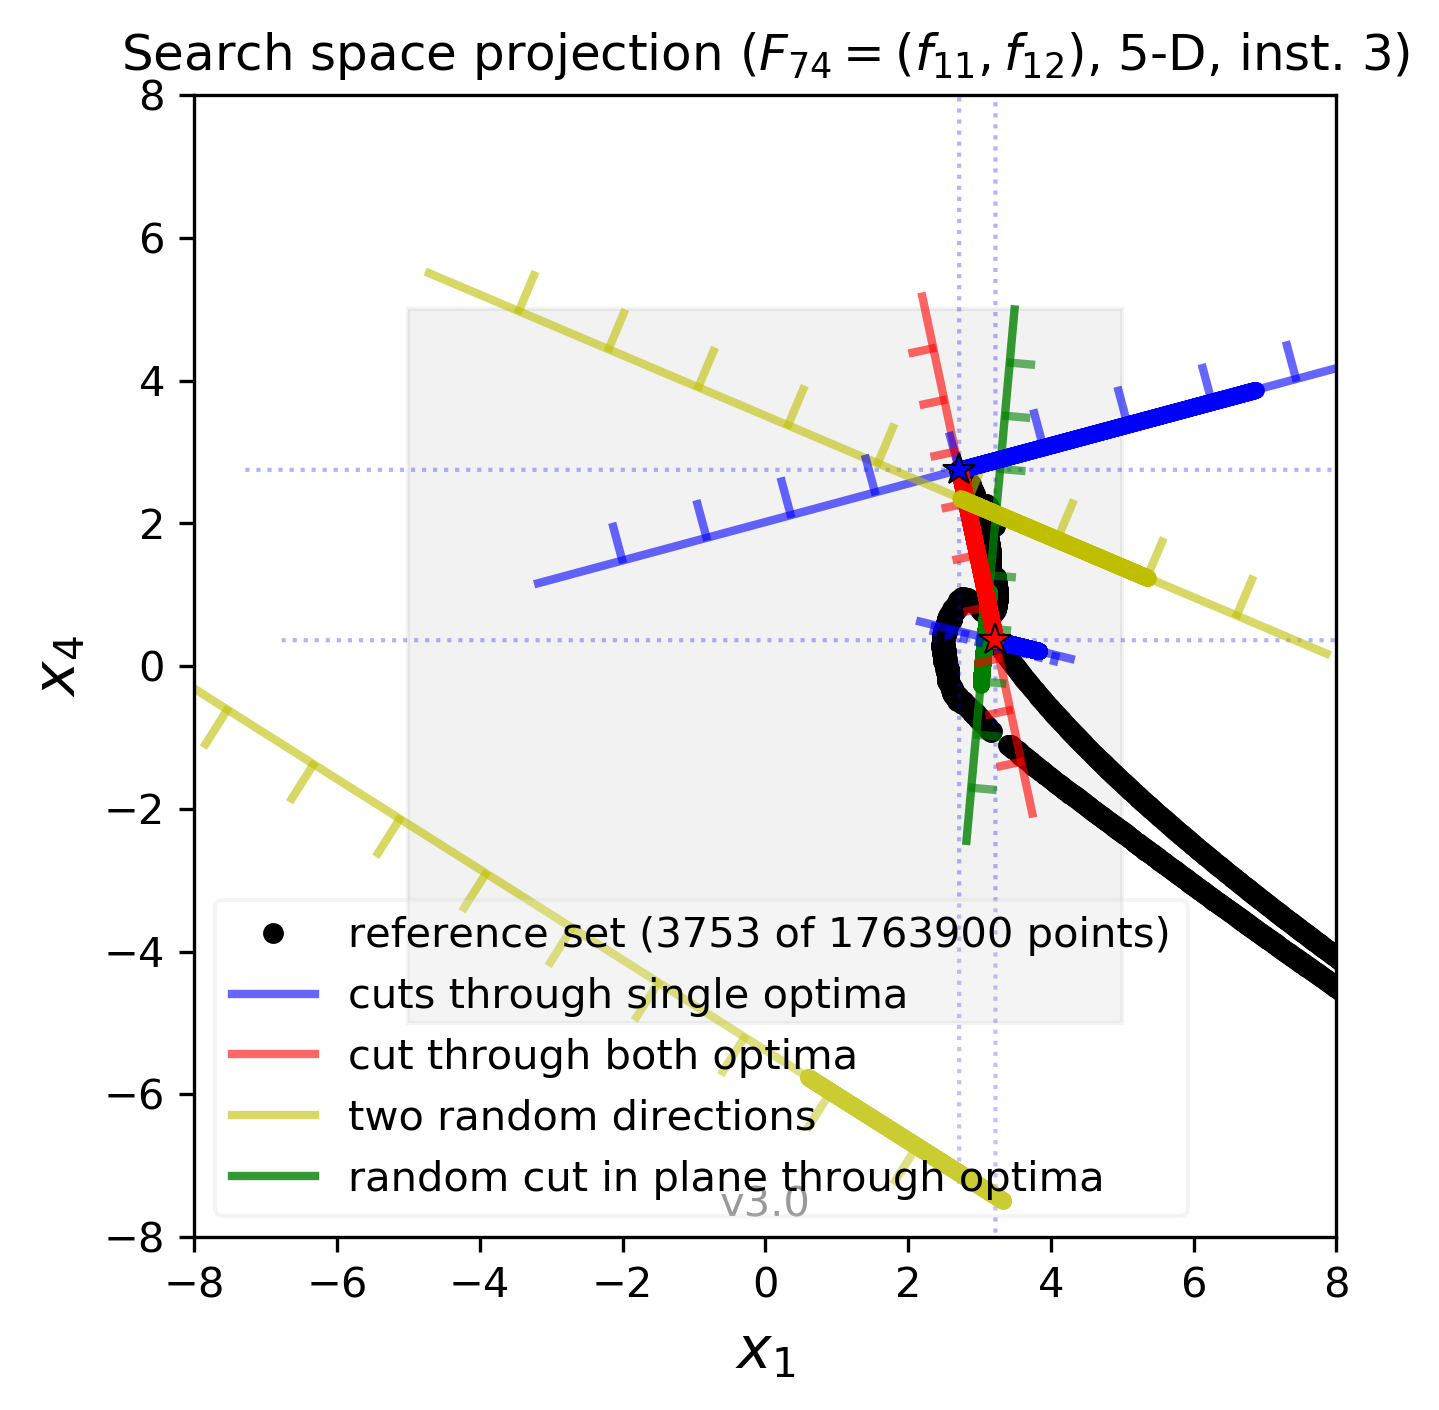 Search space projection (F₇₄ = (f₁₁, f₁₂), 5-D, inst. 3)
8
6
4
2
0
−2
−4
−6
−8
x₄
reference set (3753 of 1763900 points)
cuts through single optima
cut through both optima
two random directions
random cut in plane through optima
v3.0
−8 −6 −4 −2 0 2 4 6 8
x₁